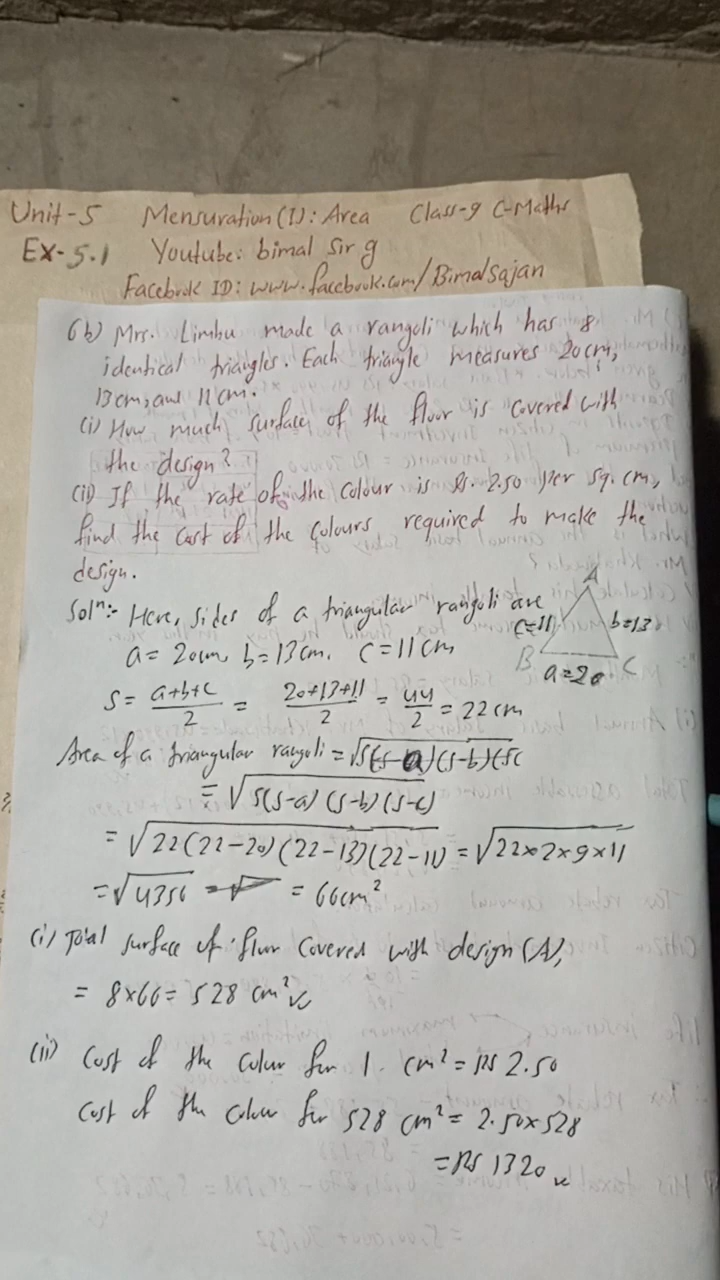 Unit-5 Mensuration(I): Area Class-9 C-Maths
EX-5.1 Youtube: bimal sir g
Facebook ID: www.facebook.com/BimalSajan
6b) Mrs. Limbu made a rangoli which has 8
identical triangles. Each triangle measures 20cm,
13cm, and 11cm.
(i) How much surface of the floor is covered with
the design?
(ii) If the rate of the colour is Rs. 2.50 per sq. cm,
find the cost of the colours required to make the
design.
Solⁿ:- Here, sides of a triangular rangoli are
a = 20cm, b = 13cm, c = 11cm
A
c=11 b=13
B C
a=20
S = a+b+c/2 = 20+13+11/2 = 44/2 = 22cm
Area of a triangular rangoli = √S(s-a)(s-b)(sc
= √s(s-a)(s-b)(s-c)
= √22(22-20)(22-13)(22-11) = √22×2×9×11
= √4356 = 66cm²
(i) Total surface of floor covered with design (A),
= 8×66 = 528 cm²
(ii) Cost of the colour for 1 cm² = Rs 2.50
Cost of the colour for 528 cm² = 2.50×528
= Rs 1320